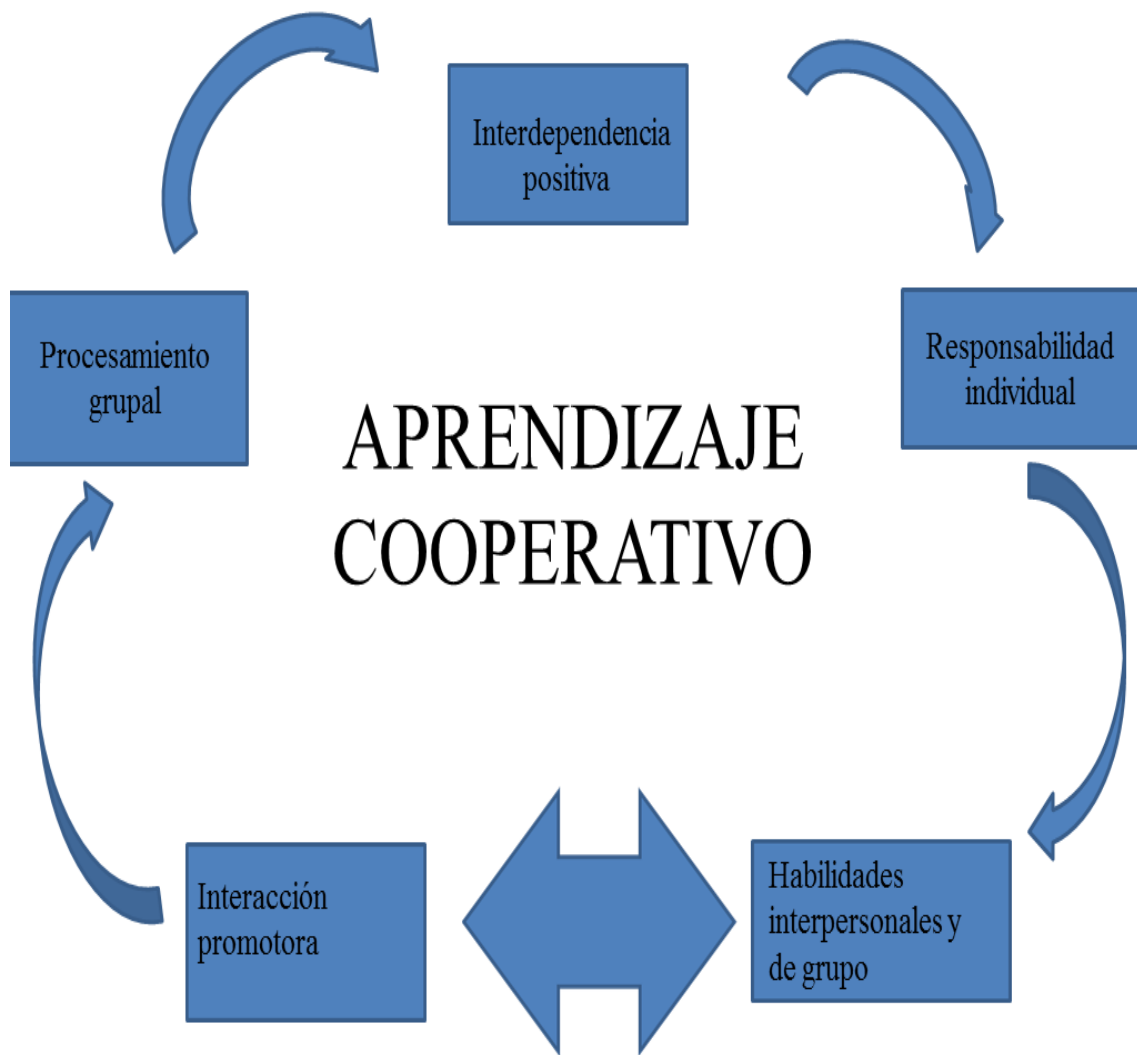 Interdependencia
positiva
Responsabilidad
individual
Procesamiento
grupal
APRENDIZAJE
COOPERATIVO
Habilidades
interpersonales y
de grupo
Interacción
promotora